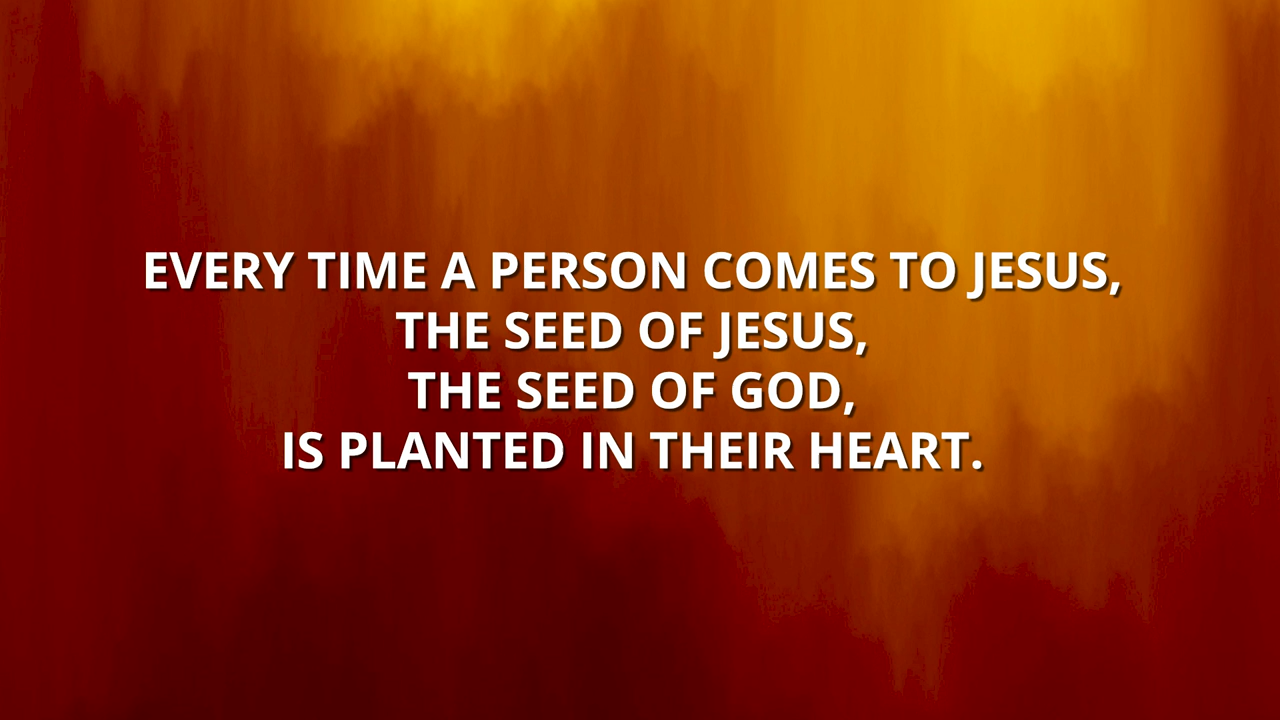 EVERY TIME A PERSON COMES TO JESUS,
THE SEED OF JESUS,
THE SEED OF GOD,
IS PLANTED IN THEIR HEART.